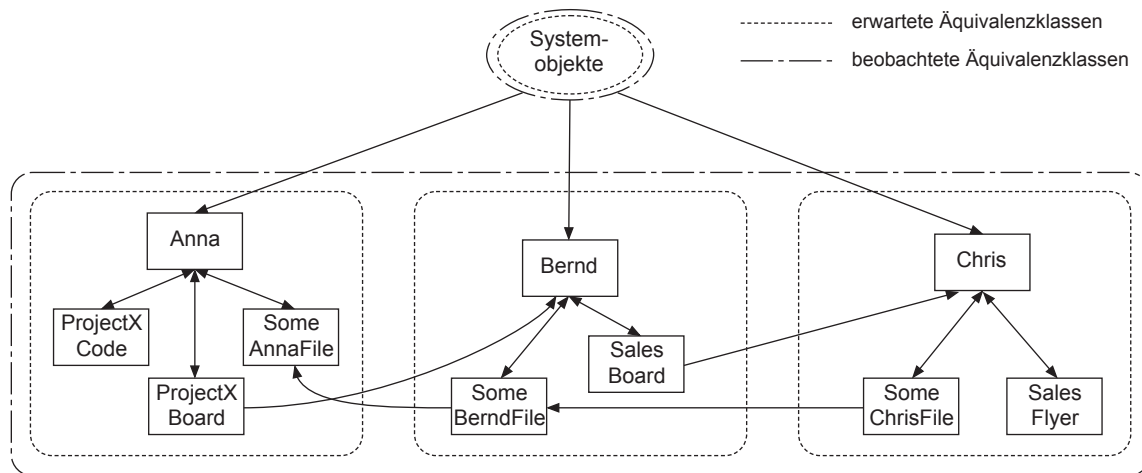 System-
objekte
erwartete Äquivalenzklassen
beobachtete Äquivalenzklassen
Anna
Bernd
Chris
ProjectX
Code
Some
AnnaFile
ProjectX
Board
Sales
Board
Some
BerndFile
Some
ChrisFile
Sales
Flyer